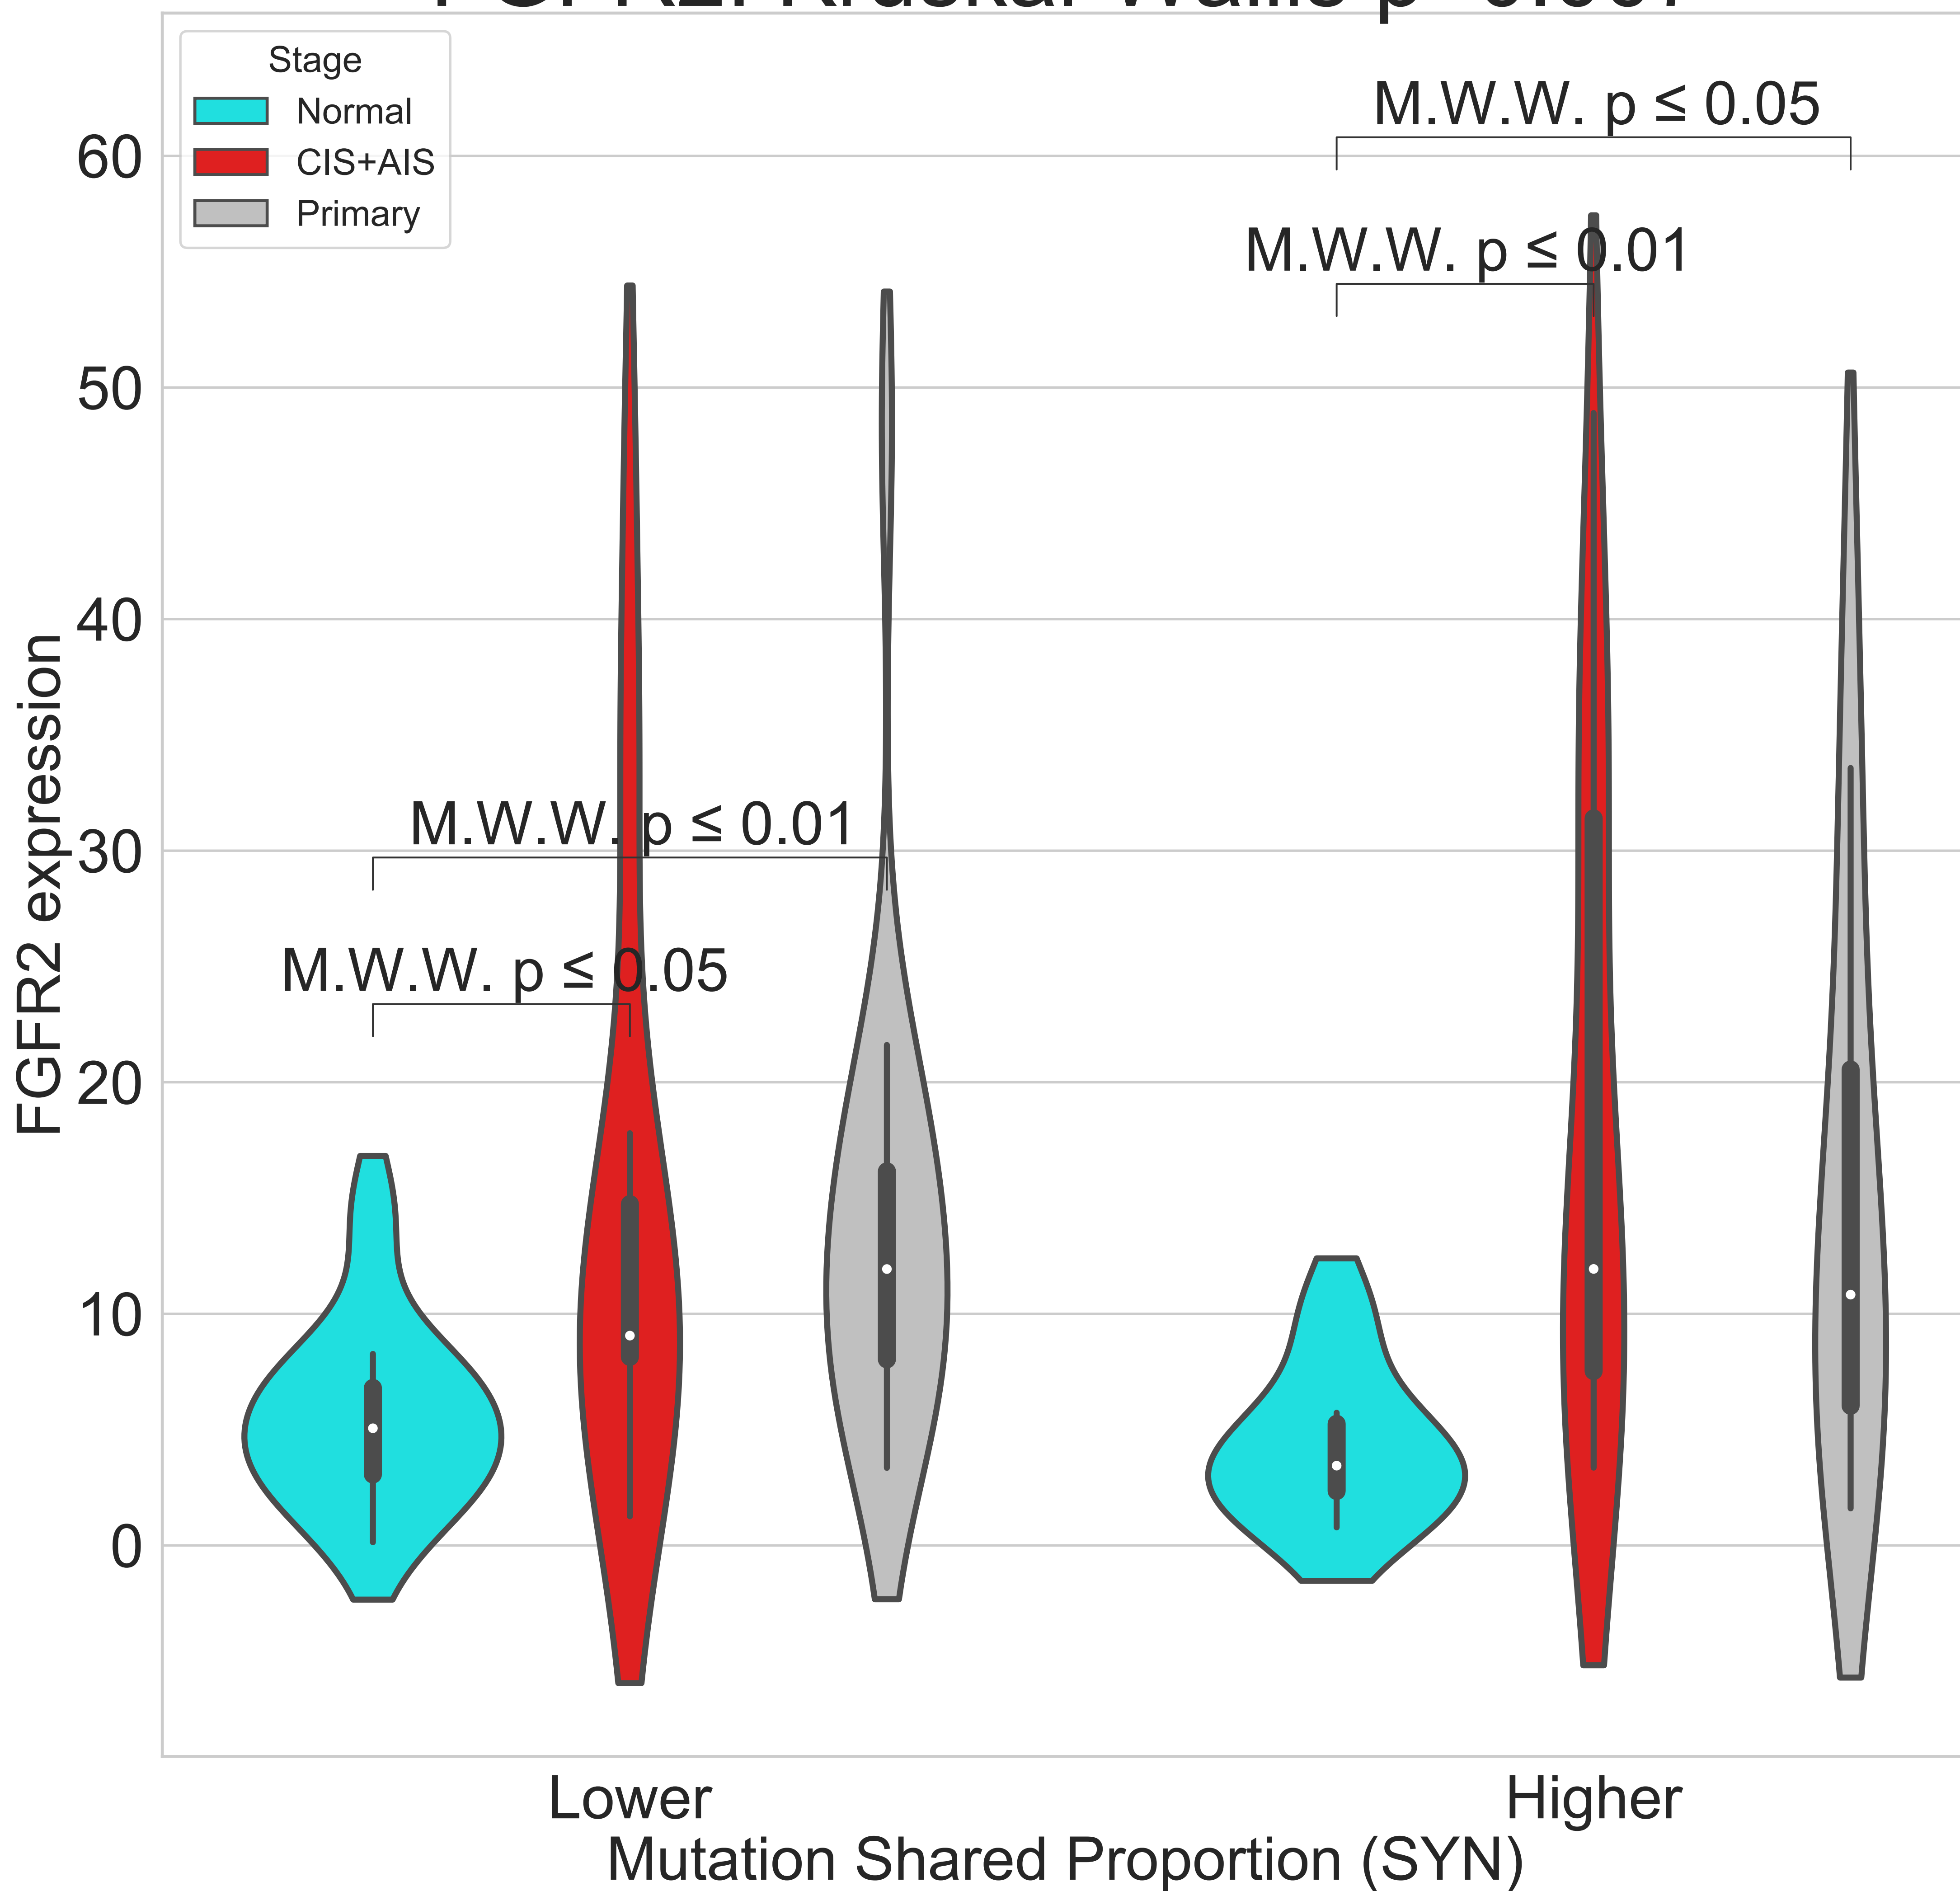 Stage
Normal
CIS+AIS
Primary
M.W.W. p ≤ 0.05
M.W.W. p ≤ 0.01
M.W.W. p ≤ 0.01
M.W.W. p ≤ 0.05
60
50
40
30
20
10
0
FGFR2 expression
Lower
Higher
Mutation Shared Proportion (SYN)